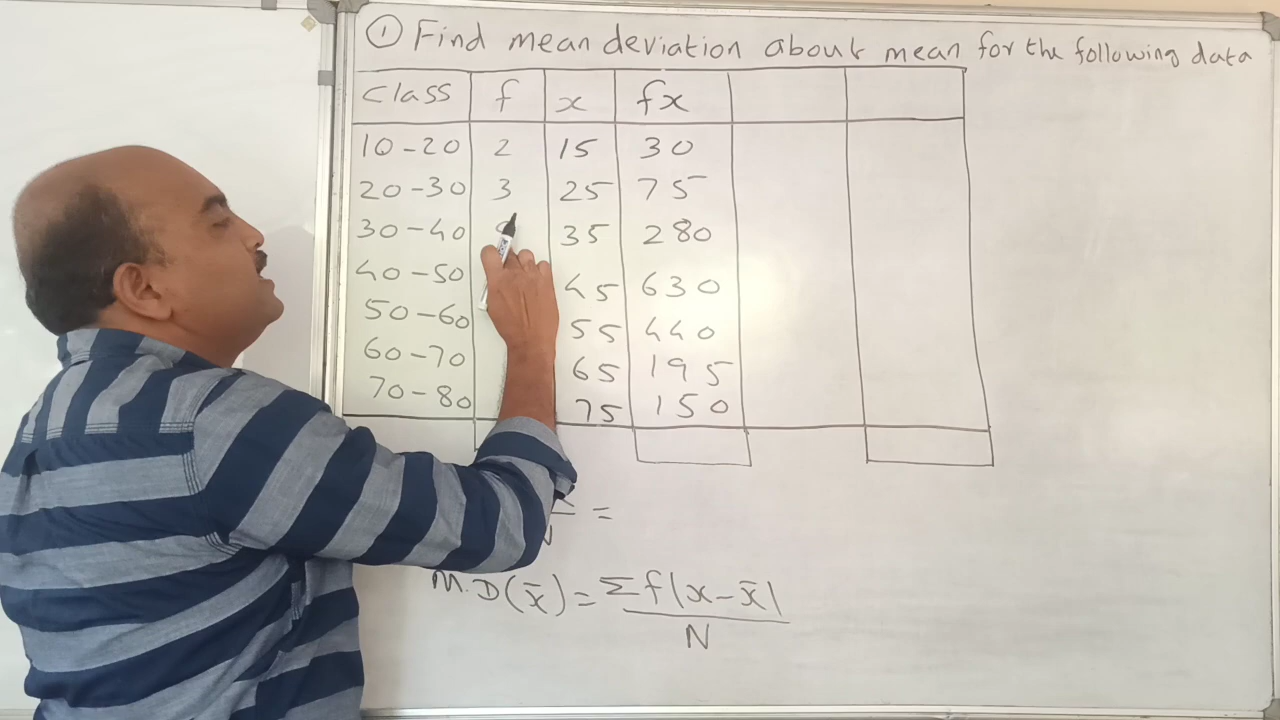 ① Find mean deviation about mean for the following data
class f x fx
10-20 2 15 30
20-30 3 25 75
30-40 35 280
40-50 45 630
50-60 55 440
60-70 65 195
70-80 75 150
=
M.D(x̄) = Σf|x-x̄|
N